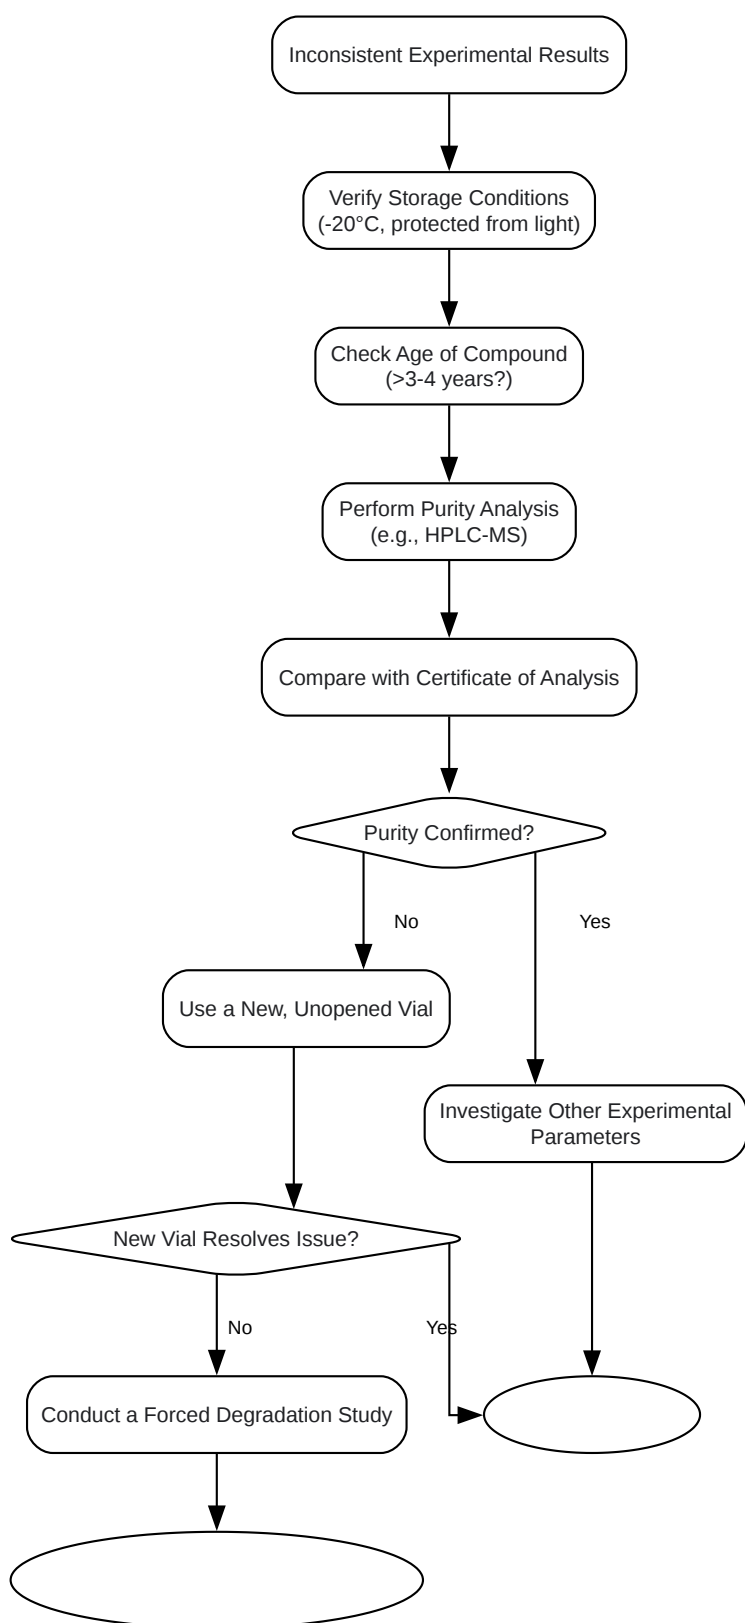 Inconsistent Experimental Results
Verify Storage Conditions
(-20°C, protected from light)
Check Age of Compound
(>3-4 years?)
Perform Purity Analysis
(e.g., HPLC-MS)
Compare with Certificate of Analysis
Purity Confirmed?
No
Yes
Use a New, Unopened Vial
Investigate Other Experimental
Parameters
New Vial Resolves Issue?
No
Yes
Conduct a Forced Degradation Study